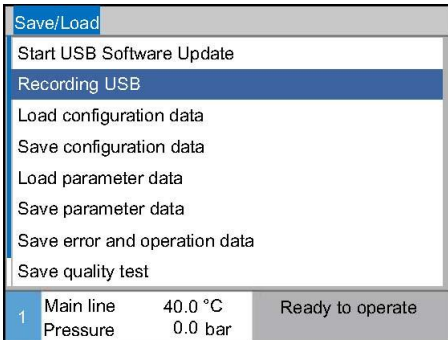 Save/Load
Start USB Software Update
Recording USB
Load configuration data
Save configuration data
Load parameter data
Save parameter data
Save error and operation data
Save quality test
1 Main line 40.0 °C Ready to operate
Pressure 0.0 bar